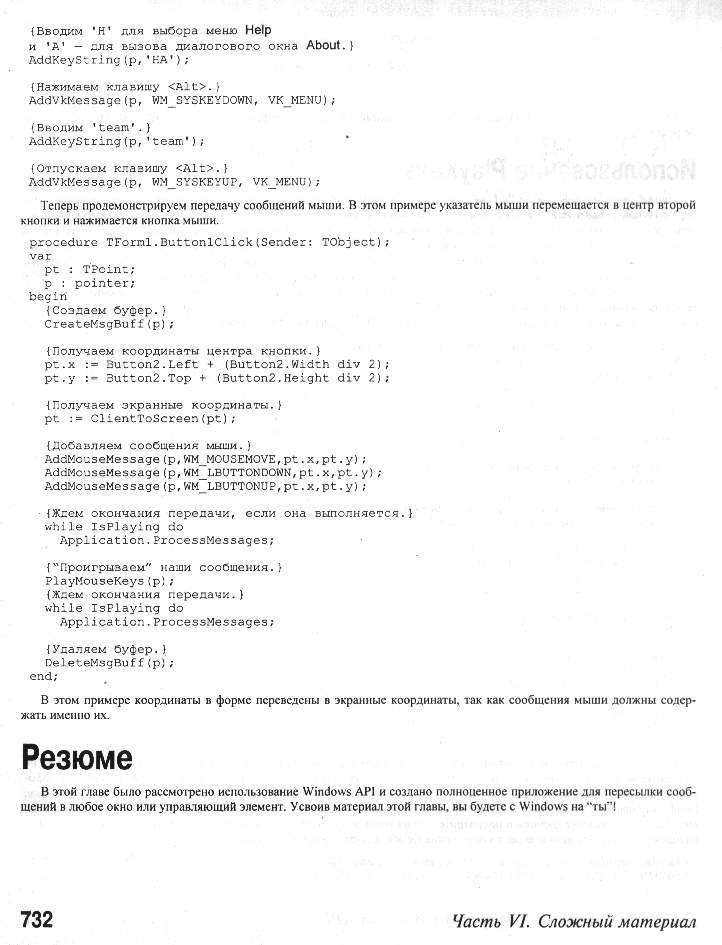 {Вводим 'H' для выбора меню Help
и 'A' — для вызова диалогового окна About.}
AddKeyString(p,'HA');
{Нажимаем клавишу <Alt>.}
AddVkMessage(p, WM_SYSKEYDOWN, VK_MENU);
{Вводим 'team'.}
AddKeyString(p,'team');
{Отпускаем клавишу <Alt>.}
AddVkMessage(p, WM_SYSKEYUP, VK_MENU);
Теперь продемонстрируем передачу сообщений мыши. В этом примере указатель мыши перемещается в центр второй
кнопки и нажимается кнопка мыши.
procedure TForm1.Button1Click(Sender: TObject);
var
pt : TPoint;
p : pointer;
begin
{Создаем буфер.}
CreateMsgBuff(p);
{Получаем координаты центра кнопки.}
pt.x := Button2.Left + (Button2.Width div 2);
pt.y := Button2.Top + (Button2.Height div 2);
{Получаем экранные координаты.}
pt := ClientToScreen(pt);
{Добавляем сообщения мыши.}
AddMouseMessage(p,WM_MOUSEMOVE,pt.x,pt.y);
AddMouseMessage(p,WM_LBUTTONDOWN,pt.x,pt.y);
AddMouseMessage(p,WM_LBUTTONUP,pt.x,pt.y);
{Ждем окончания передачи, если она выполняется.}
while IsPlaying do
Application.ProcessMessages;
{"Проигрываем" наши сообщения.}
PlayMouseKeys(p);
{Ждем окончания передачи.}
while IsPlaying do
Application.ProcessMessages;
{Удаляем буфер.}
DeleteMsgBuff(p);
end;
В этом примере координаты в форме переведены в экранные координаты, так как сообщения мыши должны содер-
жать именно их.
Резюме
В этой главе было рассмотрено использование Windows API и создано полноценное приложение для пересылки сооб-
щений в любое окно или управляющий элемент. Усвоив материал этой главы, вы будете с Windows на "ты"!
732 Часть VI. Сложный материал